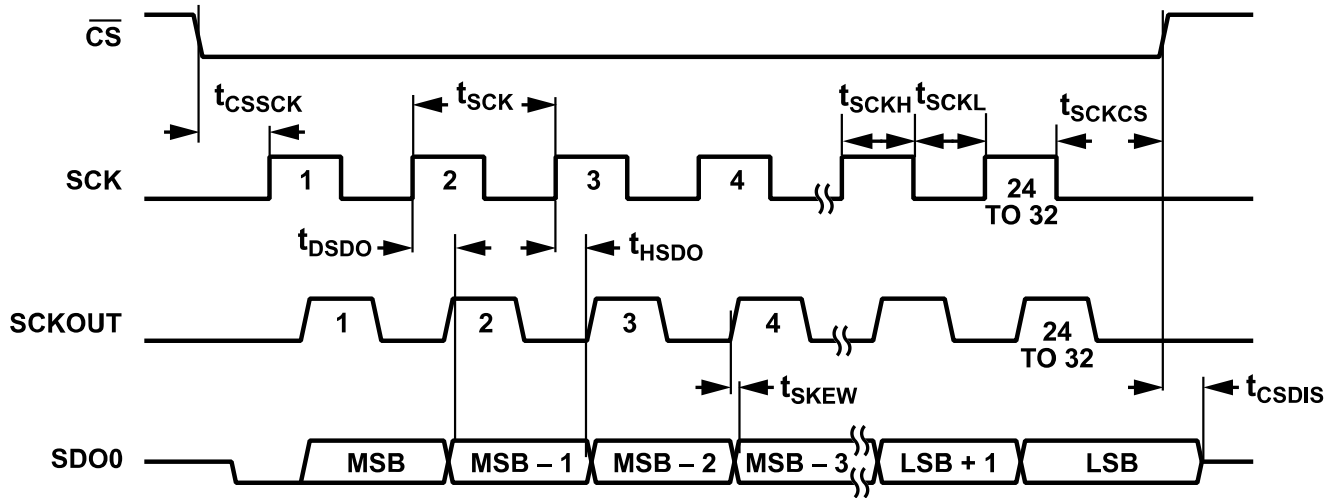 CS
tCSSCK
tSCK
tSCKH
tSCKL
tSCKCS
SCK
1
2
3
4
24
TO 32
tDSDO
tHSDO
SCKOUT
1
2
3
4
24
TO 32
tSKEW
tCSDIS
SDO0
MSB
MSB – 1
MSB – 2
MSB – 3
LSB + 1
LSB